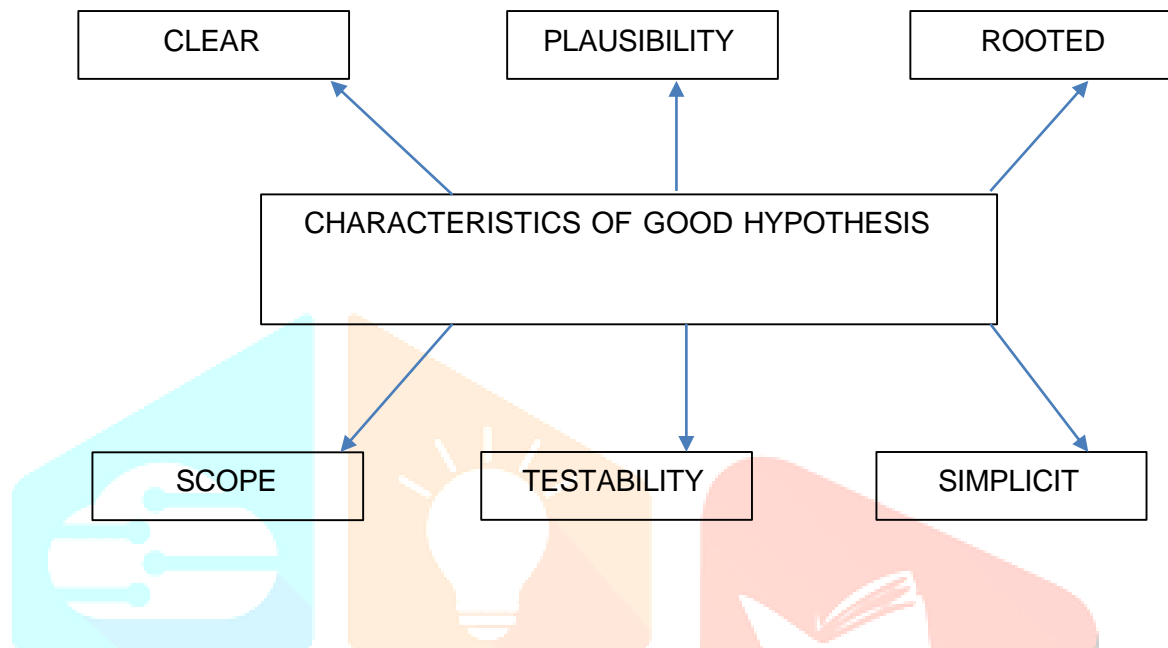 CLEAR
PLAUSIBILITY
ROOTED
CHARACTERISTICS OF GOOD HYPOTHESIS
SCOPE
TESTABILITY
SIMPLICIT